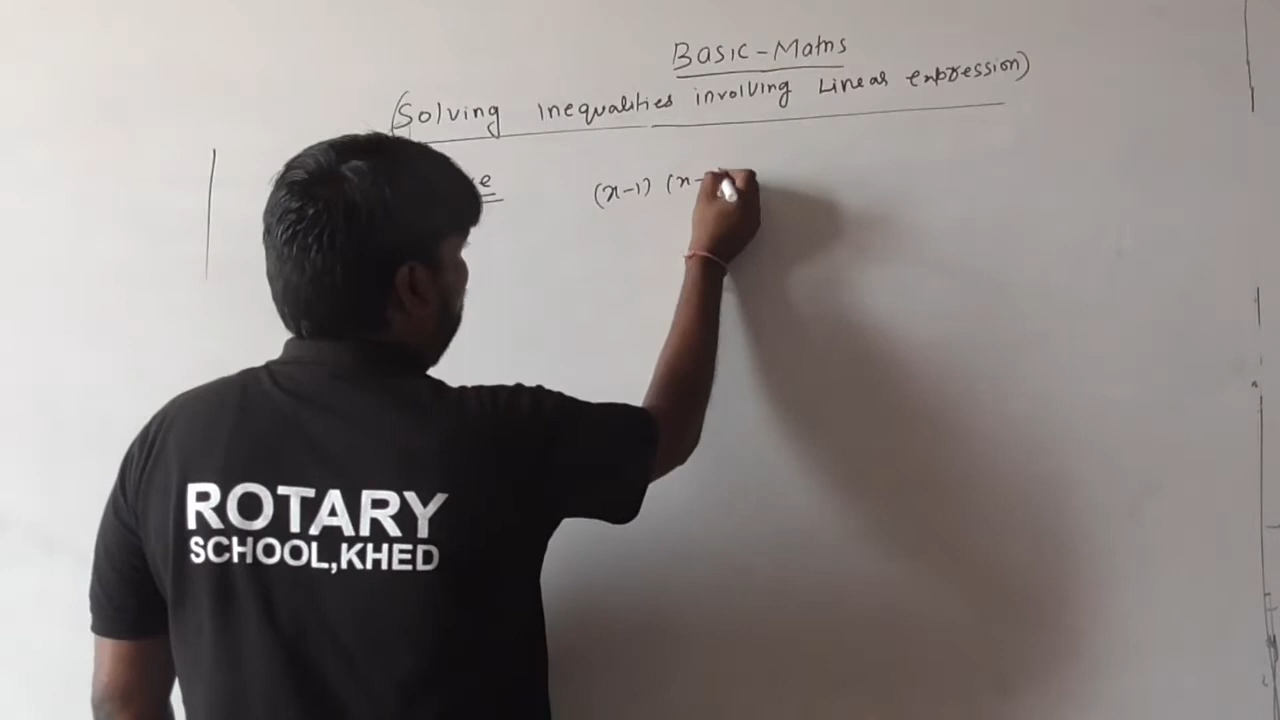 Basic-Maths
(Solving inequalities involving Linear expression)
(x-1) (x-
ROTARY
SCHOOL,KHED